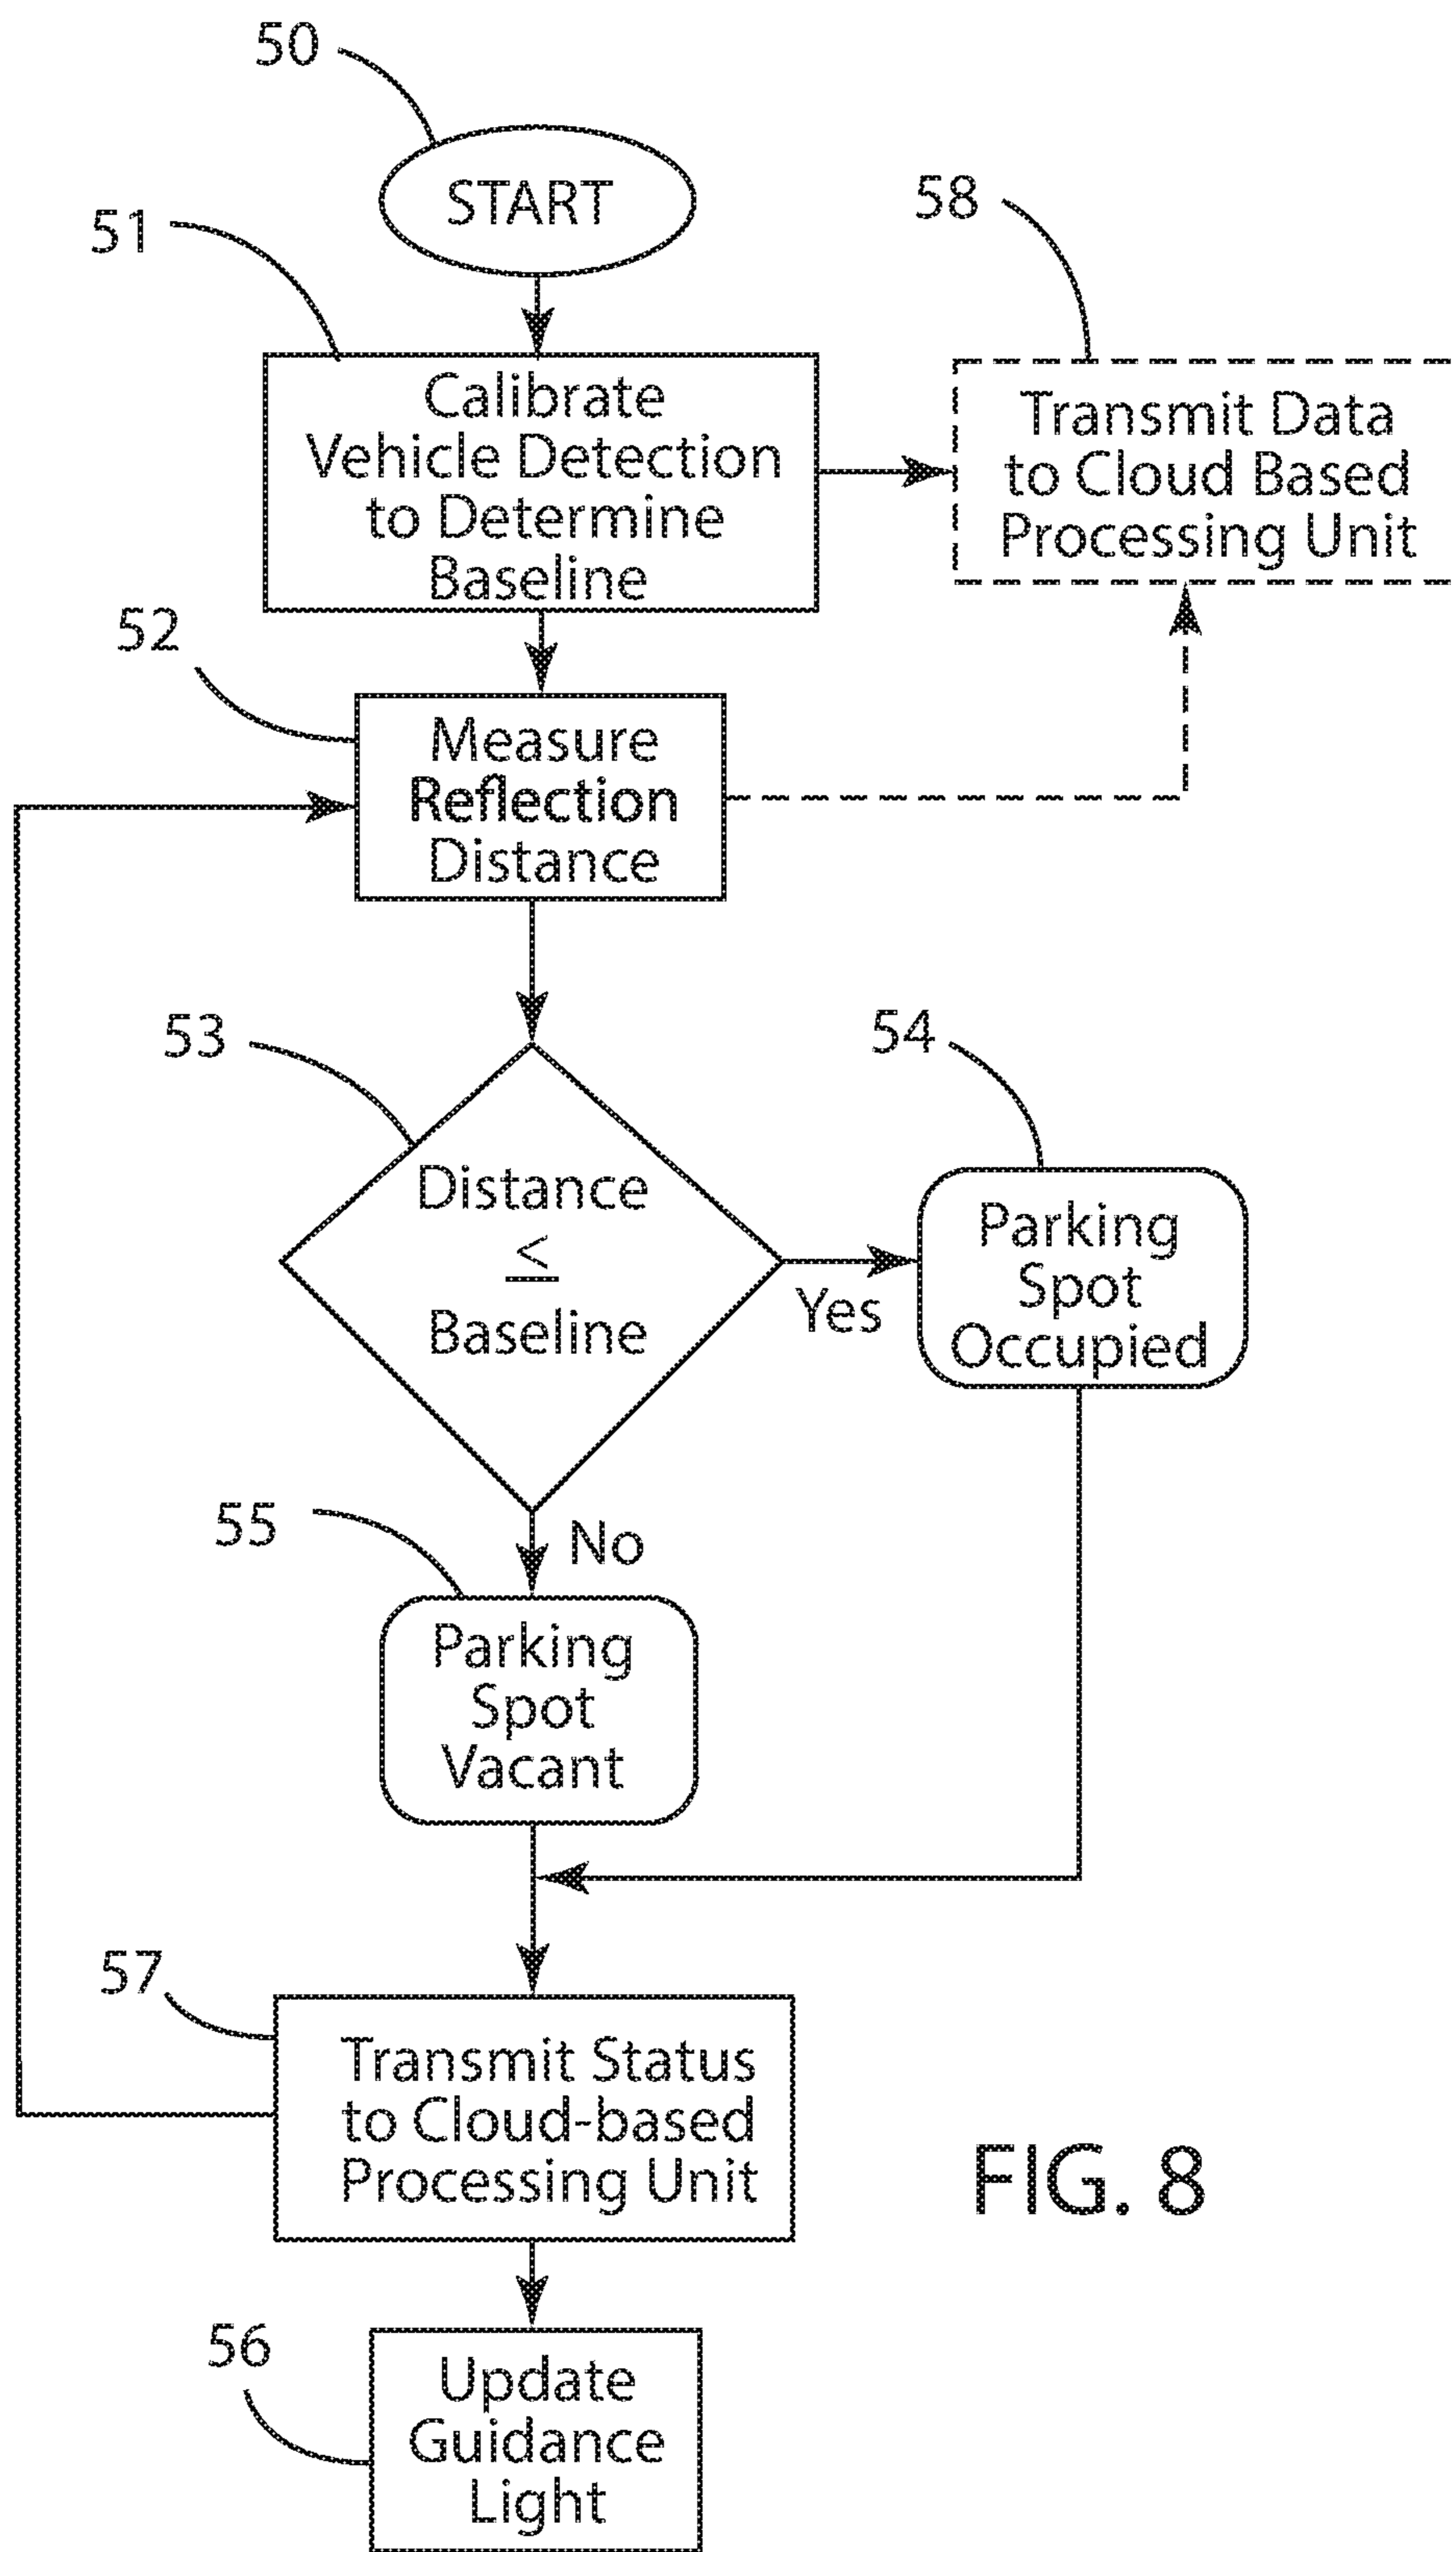 50
START
51
58
Calibrate
Vehicle Detection
to Determine
Baseline
Transmit Data
to Cloud Based
Processing Unit
52
Measure
Reflection
Distance
53
54
Distance
≤
Baseline
Yes
Parking
Spot
Occupied
55
No
Parking
Spot
Vacant
57
Transmit Status
to Cloud-based
Processing Unit
FIG. 8
56
Update
Guidance
Light